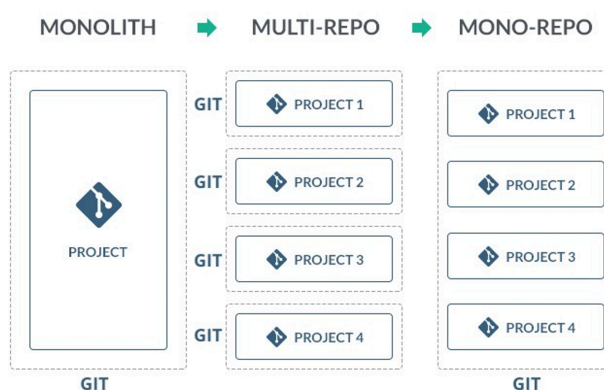 MONOLITH
MULTI-REPO
MONO-REPO
PROJECT
GIT
GIT
PROJECT 1
GIT
PROJECT 2
GIT
PROJECT 3
GIT
PROJECT 4
PROJECT 1
PROJECT 2
PROJECT 3
PROJECT 4
GIT